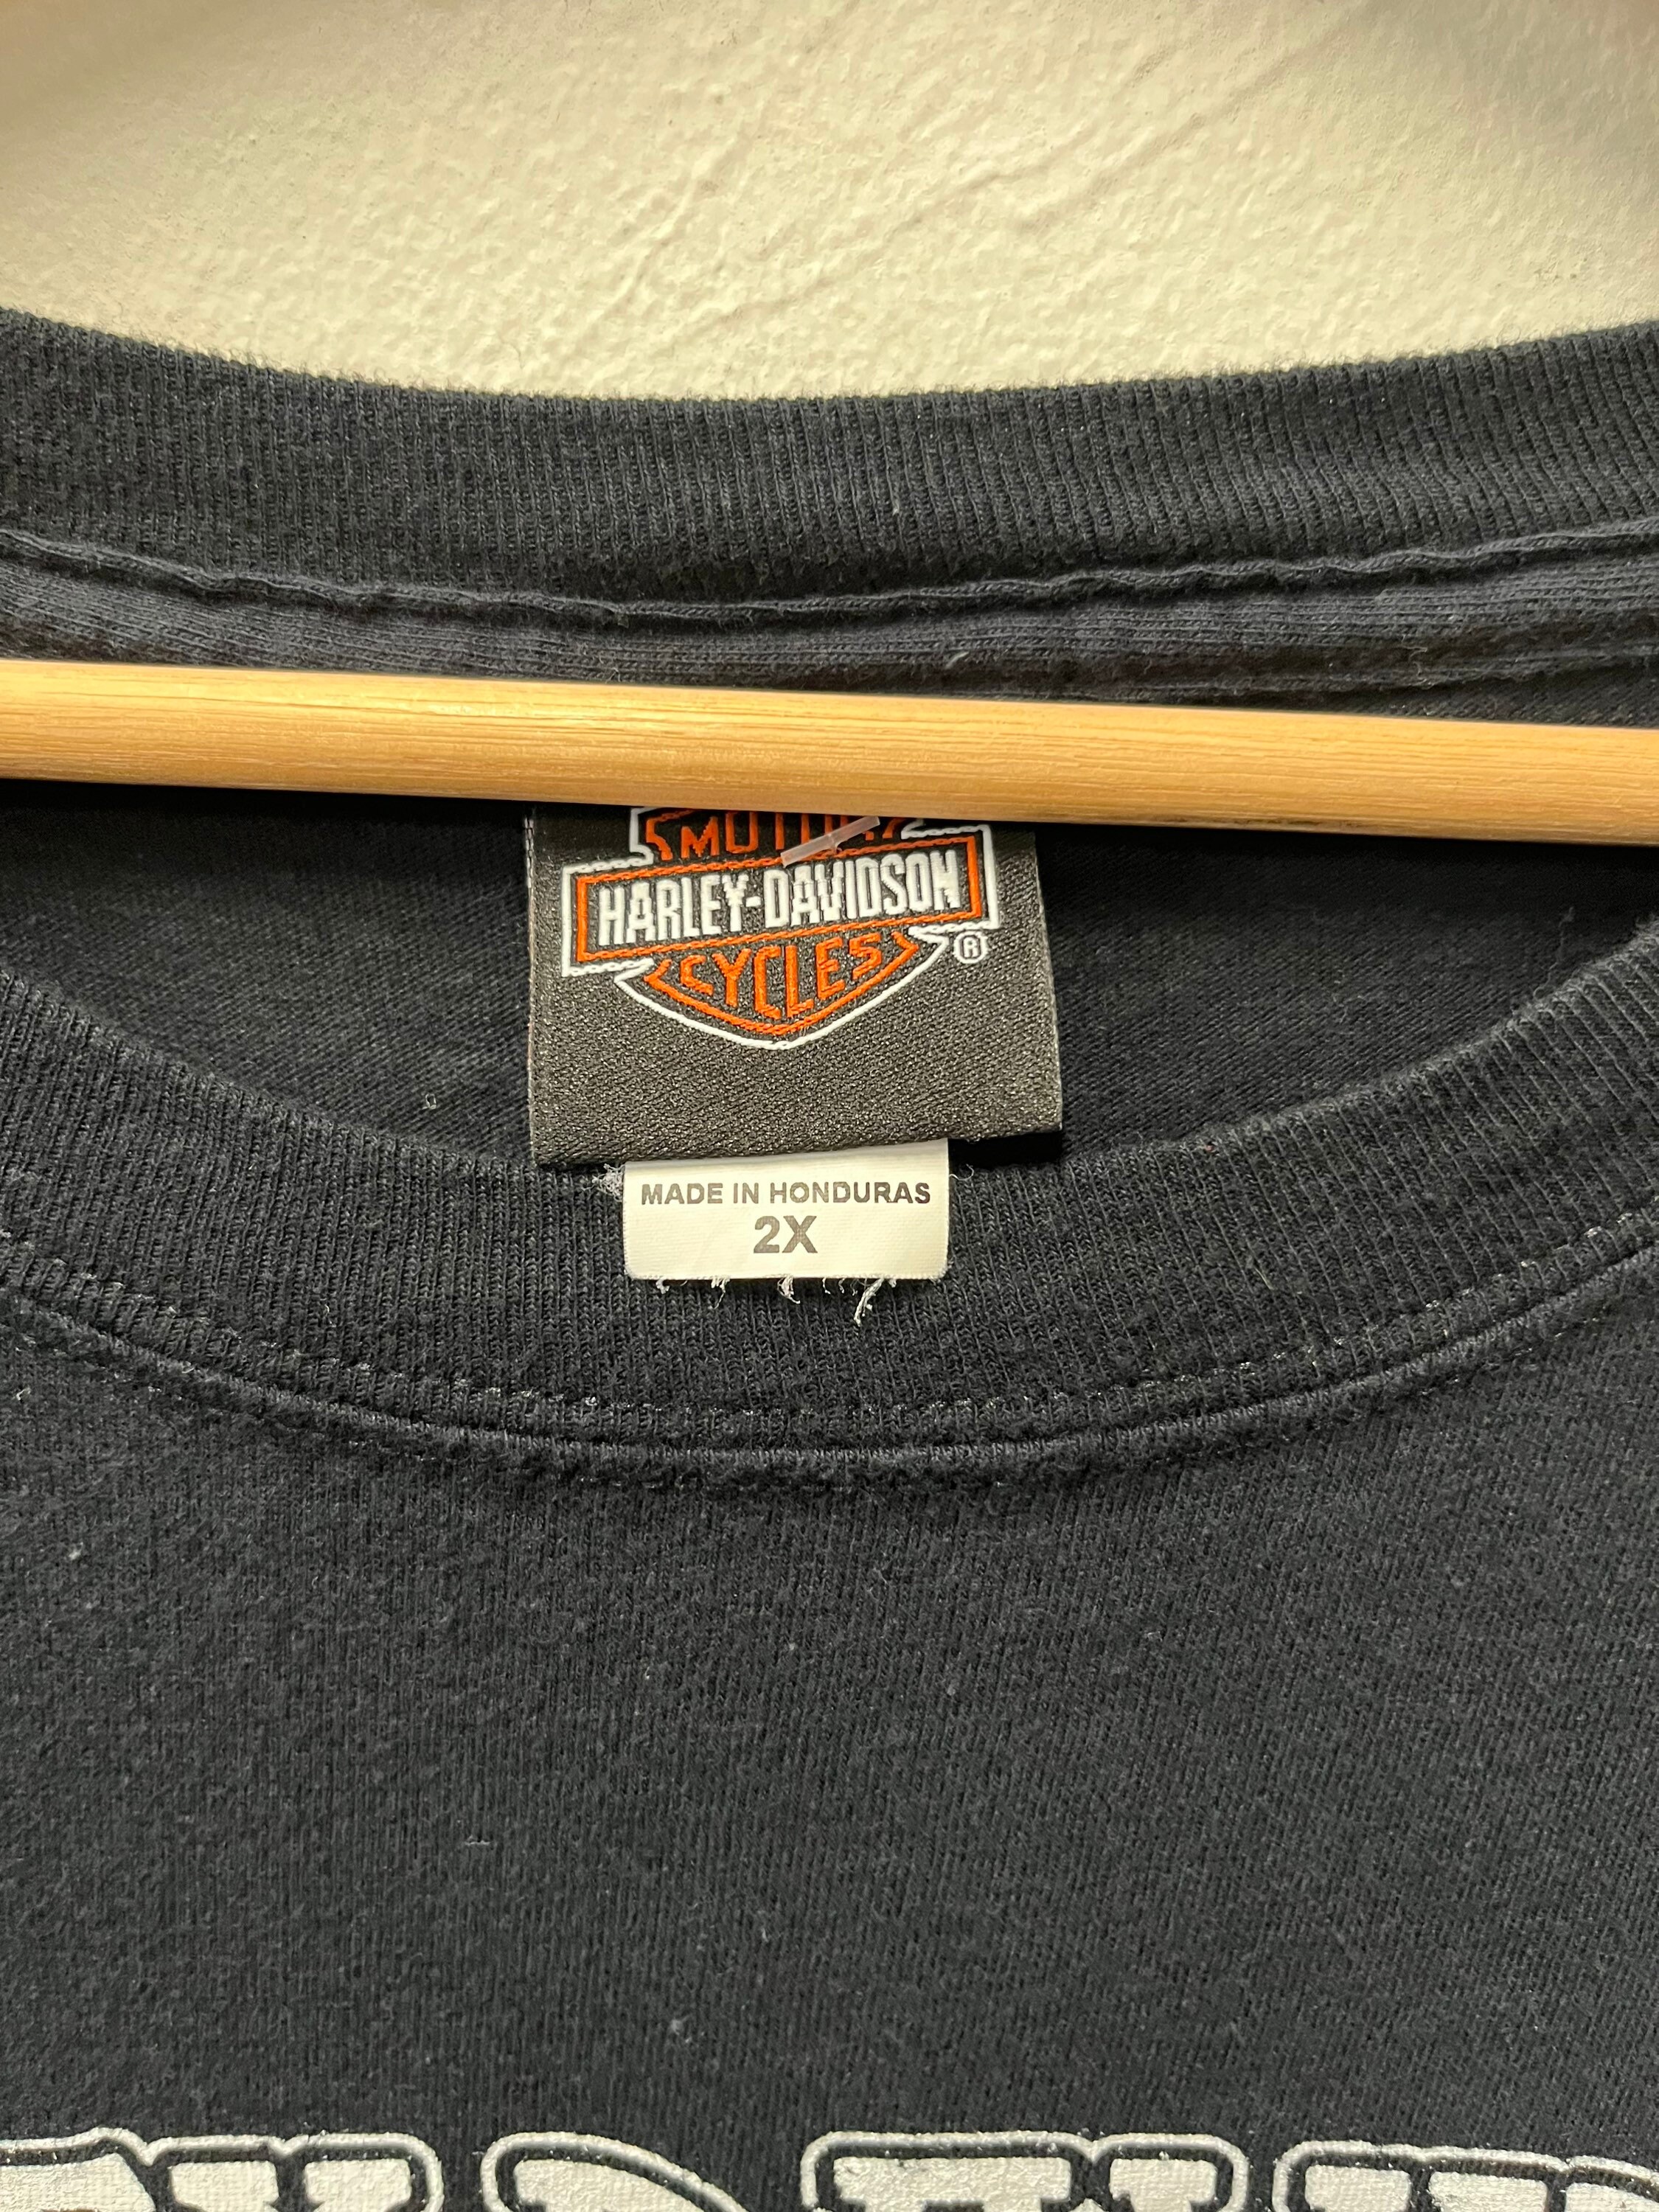 MOTOR
HARLEY-DAVIDSON
CYCLES
®
MADE IN HONDURAS
2X